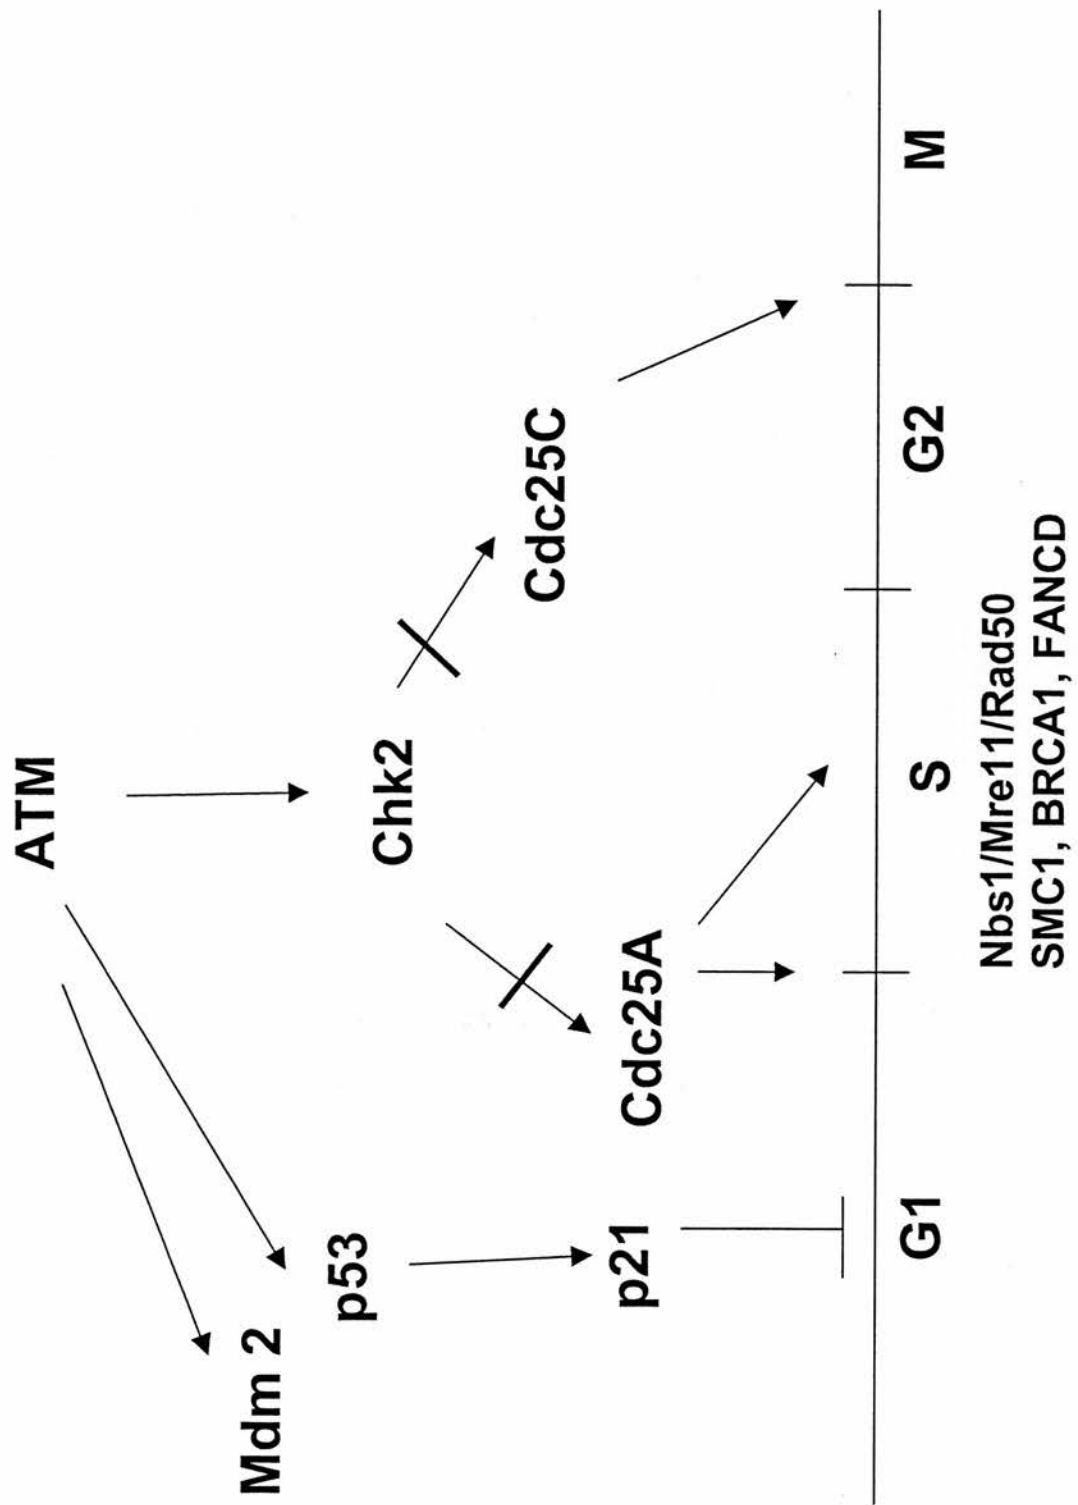 ATM
Chk2
Mdm 2
p53
Cdc25C
p21
Cdc25A
G1
S
G2
M
Nbs1/Mre11/Rad50
SMC1, BRCA1, FANCD